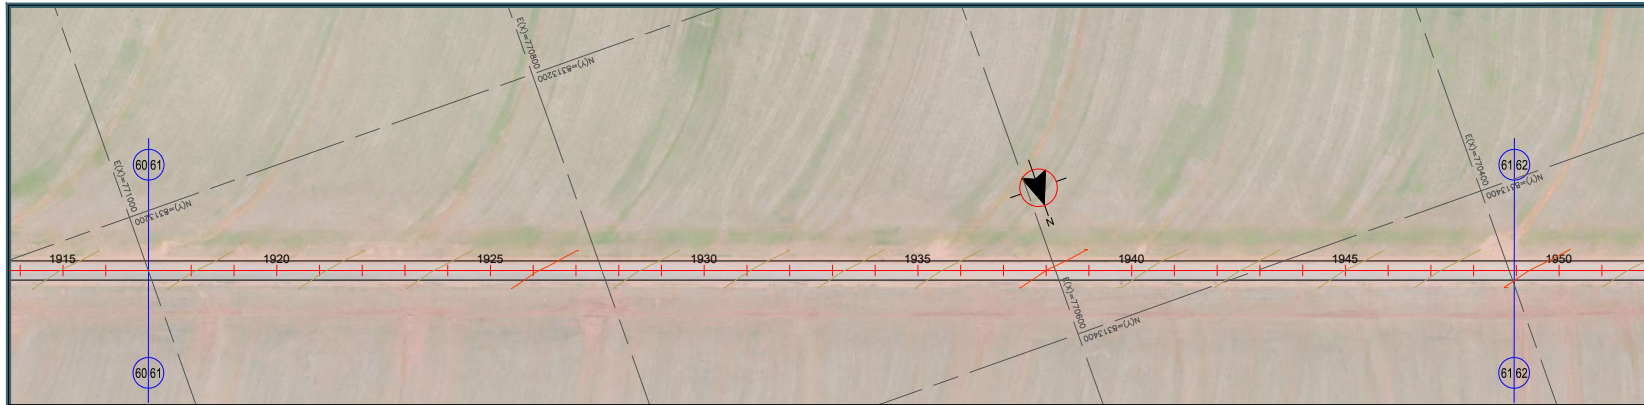 E(X)=770800
N(Y)=8313200
60 61
E(X)=771000
N(Y)=8313200
61 62
E(X)=770400
N(Y)=8313400
N
1915 1920 1925 1930 1935 1940 1945 1950
E(X)=770600
N(Y)=8313400
60 61
61 62